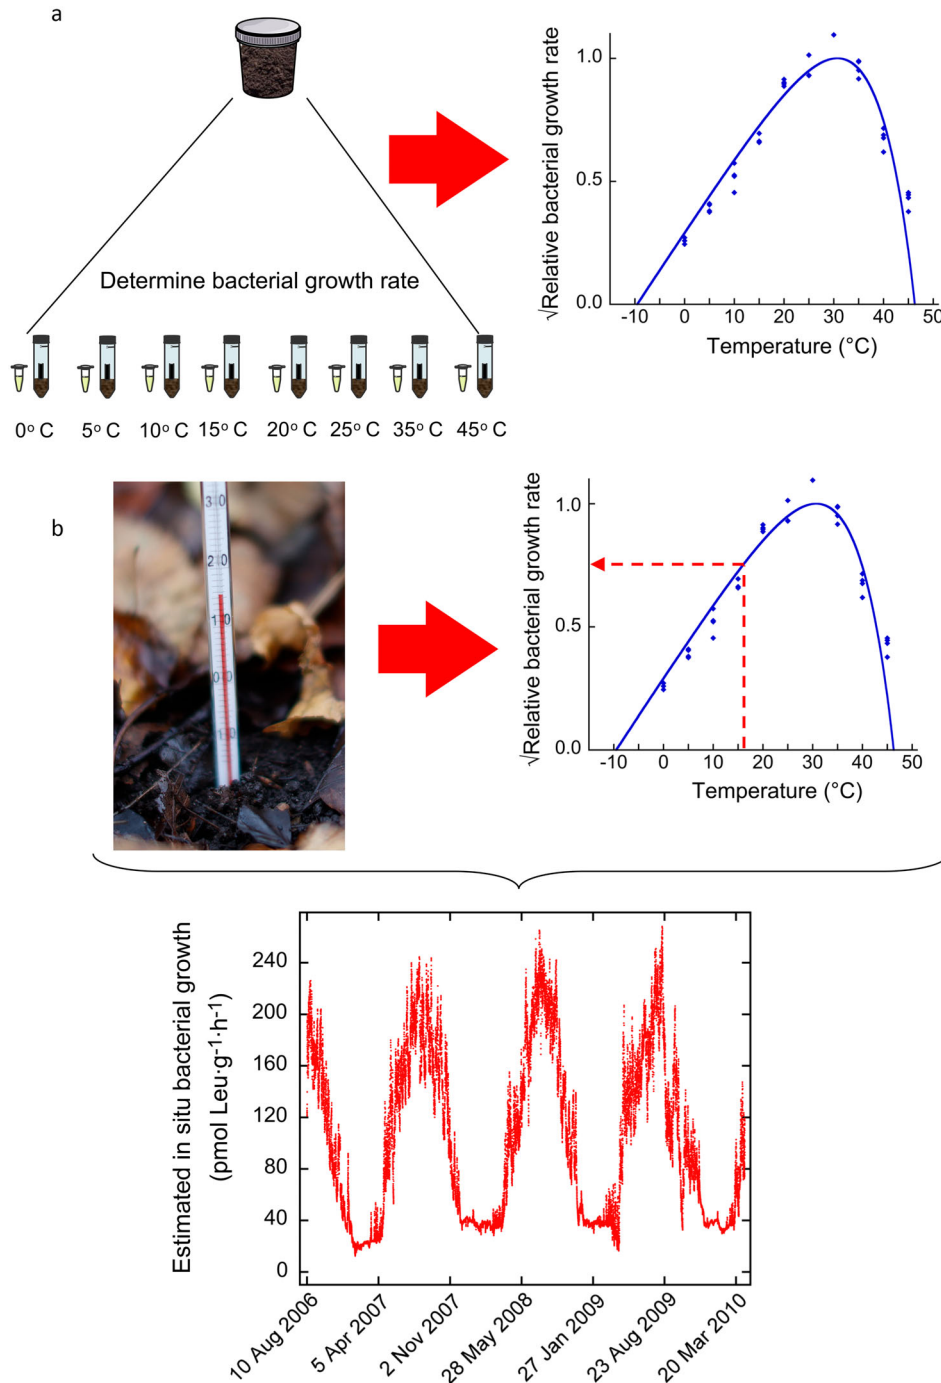 a
Determine bacterial growth rate
0° C 5° C 10° C 15° C 20° C 25° C 35° C 45° C
√Relative bacterial growth rate
1.0
0.5
0.0
-10 0 10 20 30 40 50
Temperature (°C)
b
√Relative bacterial growth rate
1.0
0.5
0.0
-10 0 10 20 30 40 50
Temperature (°C)
Estimated in situ bacterial growth
(pmol Leu·g⁻¹·h⁻¹)
240
200
160
120
80
40
0
10 Aug 2006
5 Apr 2007
2 Nov 2007
28 May 2008
27 Jan 2009
23 Aug 2009
20 Mar 2010